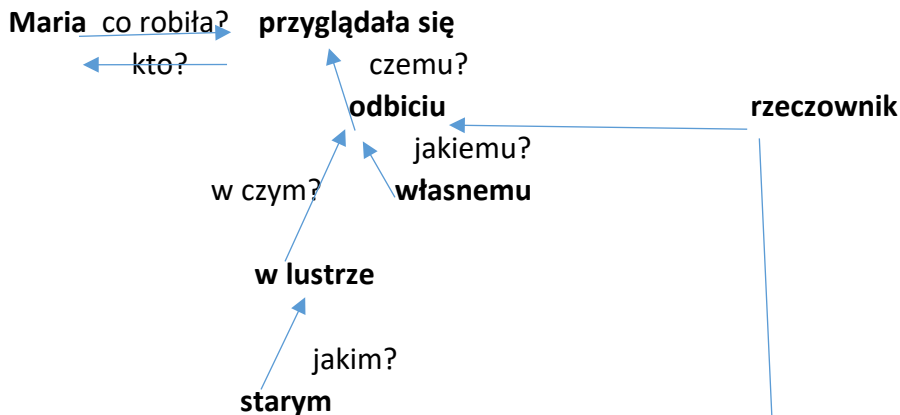 Maria co robiła? przyglądała się
kto? czemu?
odbiciu rzeczownik
jakiemu?
w czym? własnemu
w lustrze
jakim?
starym